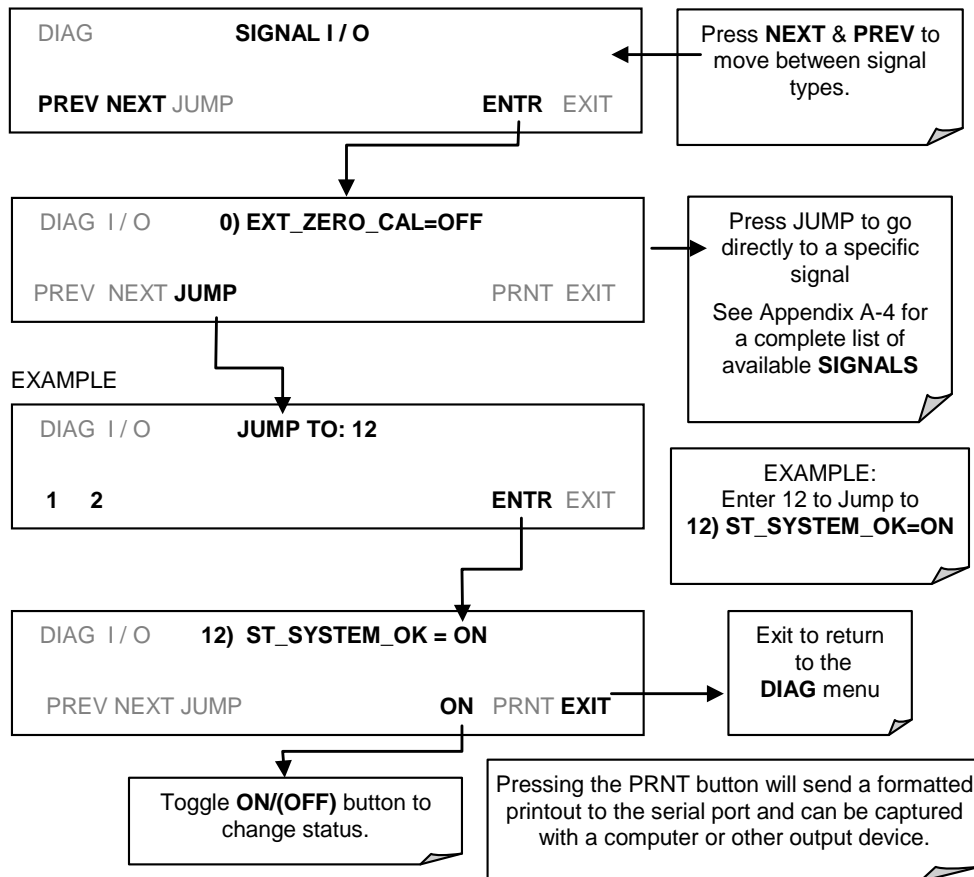 DIAG SIGNAL I / O
PREV NEXT JUMP ENTR EXIT
Press NEXT & PREV to
move between signal
types.
DIAG I / O 0) EXT_ZERO_CAL=OFF
PREV NEXT JUMP PRNT EXIT
Press JUMP to go
directly to a specific
signal
See Appendix A-4 for
a complete list of
available SIGNALS
EXAMPLE
DIAG I / O JUMP TO: 12
1 2 ENTR EXIT
EXAMPLE:
Enter 12 to Jump to
12) ST_SYSTEM_OK=ON
DIAG I / O 12) ST_SYSTEM_OK = ON
PREV NEXT JUMP ON PRNT EXIT
Exit to return
to the
DIAG menu
Toggle ON/(OFF) button to
change status.
Pressing the PRNT button will send a formatted
printout to the serial port and can be captured
with a computer or other output device.